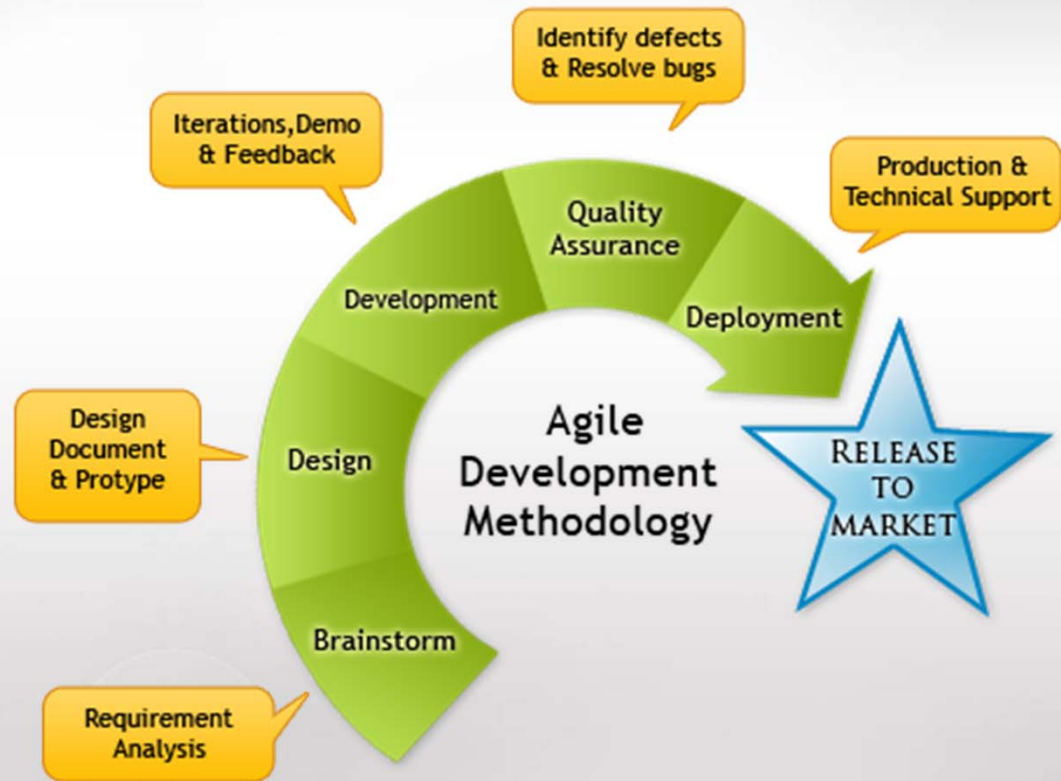 Identify defects
& Resolve bugs
Iterations,Demo
& Feedback
Production &
Technical Support
Quality
Assurance
Development
Deployment
Design
Document
& Protype
Design
Agile
Development
Methodology
RELEASE
TO
MARKET
Brainstorm
Requirement
Analysis